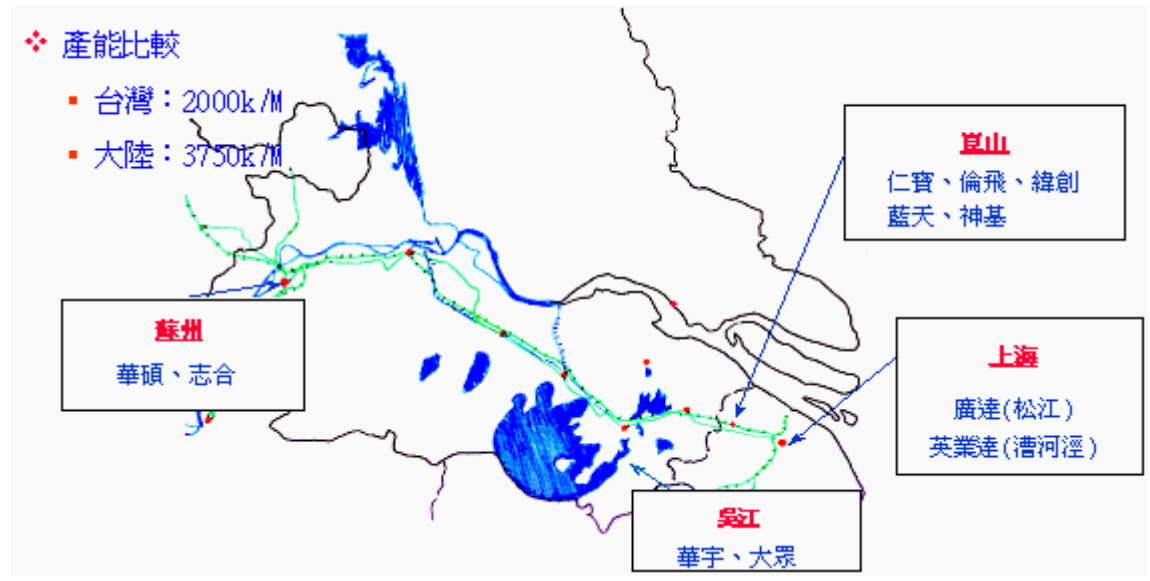 產能比較
台灣：2000k/M
大陸：3750k/M
崑山
仁寶、倫飛、緯創
藍天、神基
蘇州
華碩、志合
上海
廣達(松江)
英業達(漕河涇)
吳江
華宇、大眾